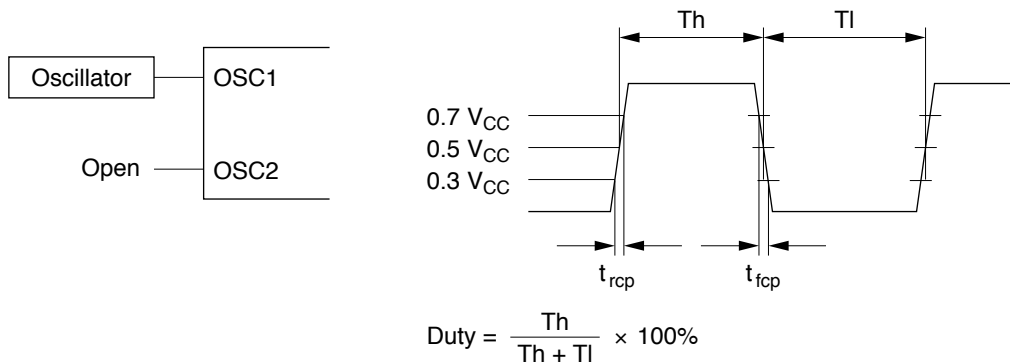 Oscillator
OSC1
Open
OSC2
Th
Tl
0.7 VCC
0.5 VCC
0.3 VCC
trcp
tfcp
Duty = Th / Th + Tl × 100%